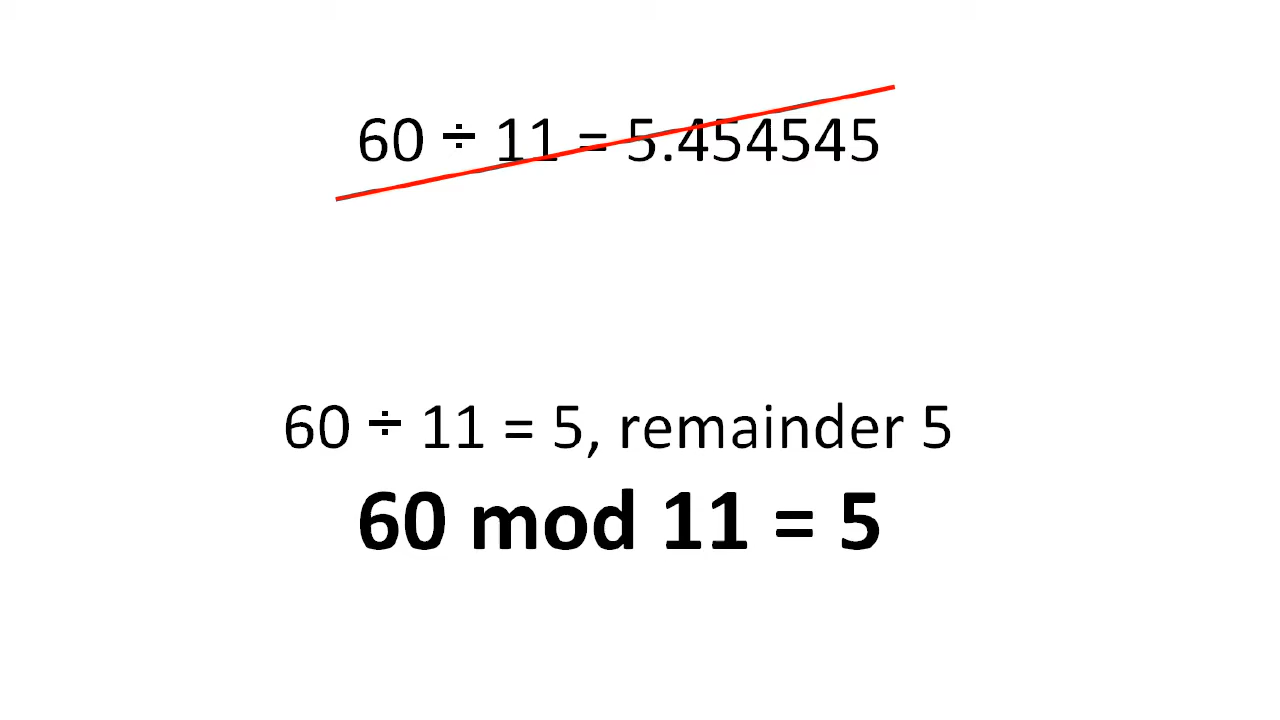 60 ÷ 11 = 5.454545
60 ÷ 11 = 5, remainder 5
60 mod 11 = 5